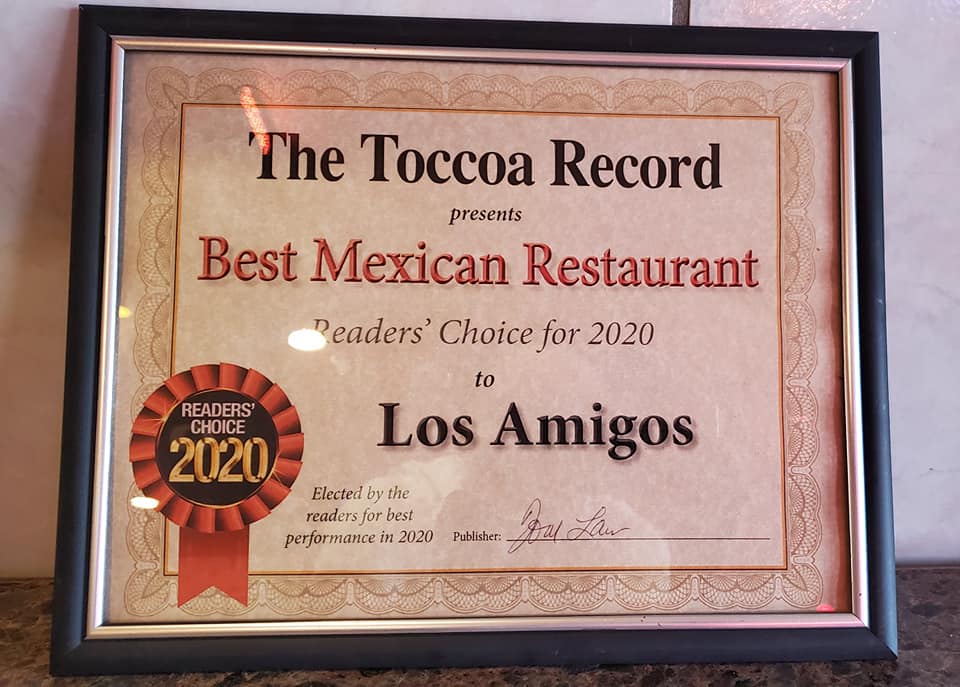 The Toccoa Record
presents
Best Mexican Restaurant
Readers' Choice for 2020
to
Los Amigos
READERS'
CHOICE
2020
Elected by the
readers for best
performance in 2020
Publisher: